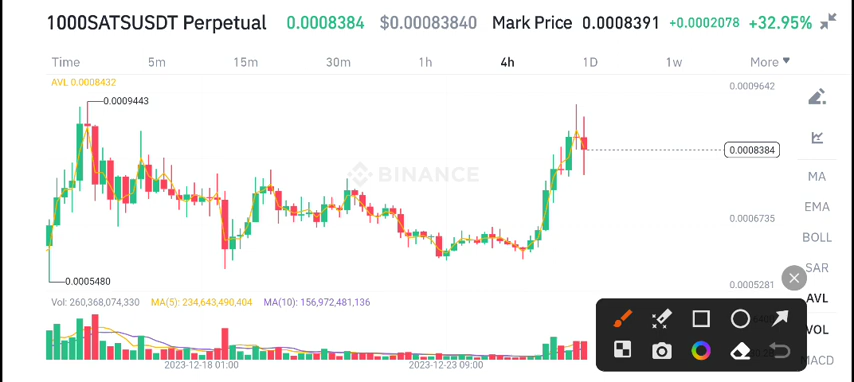 1000SATSUSDT Perpetual 0.0008384 $0.00083840 Mark Price 0.0008391 +0.0002078 +32.95%
Time 5m 15m 30m 1h 4h 1D 1w More
AVL 0.0008432
0.0009642
0.0009443
0.0008384
BINANCE
MA
EMA
0.0006735
BOLL
SAR
0.0005480
0.0005281
AVL
Vol: 260,368,074,330 MA(5): 234,643,490,404 MA(10): 156,972,481,136
VOL
MACD
2023-12-18 01:00 2023-12-23 09:00